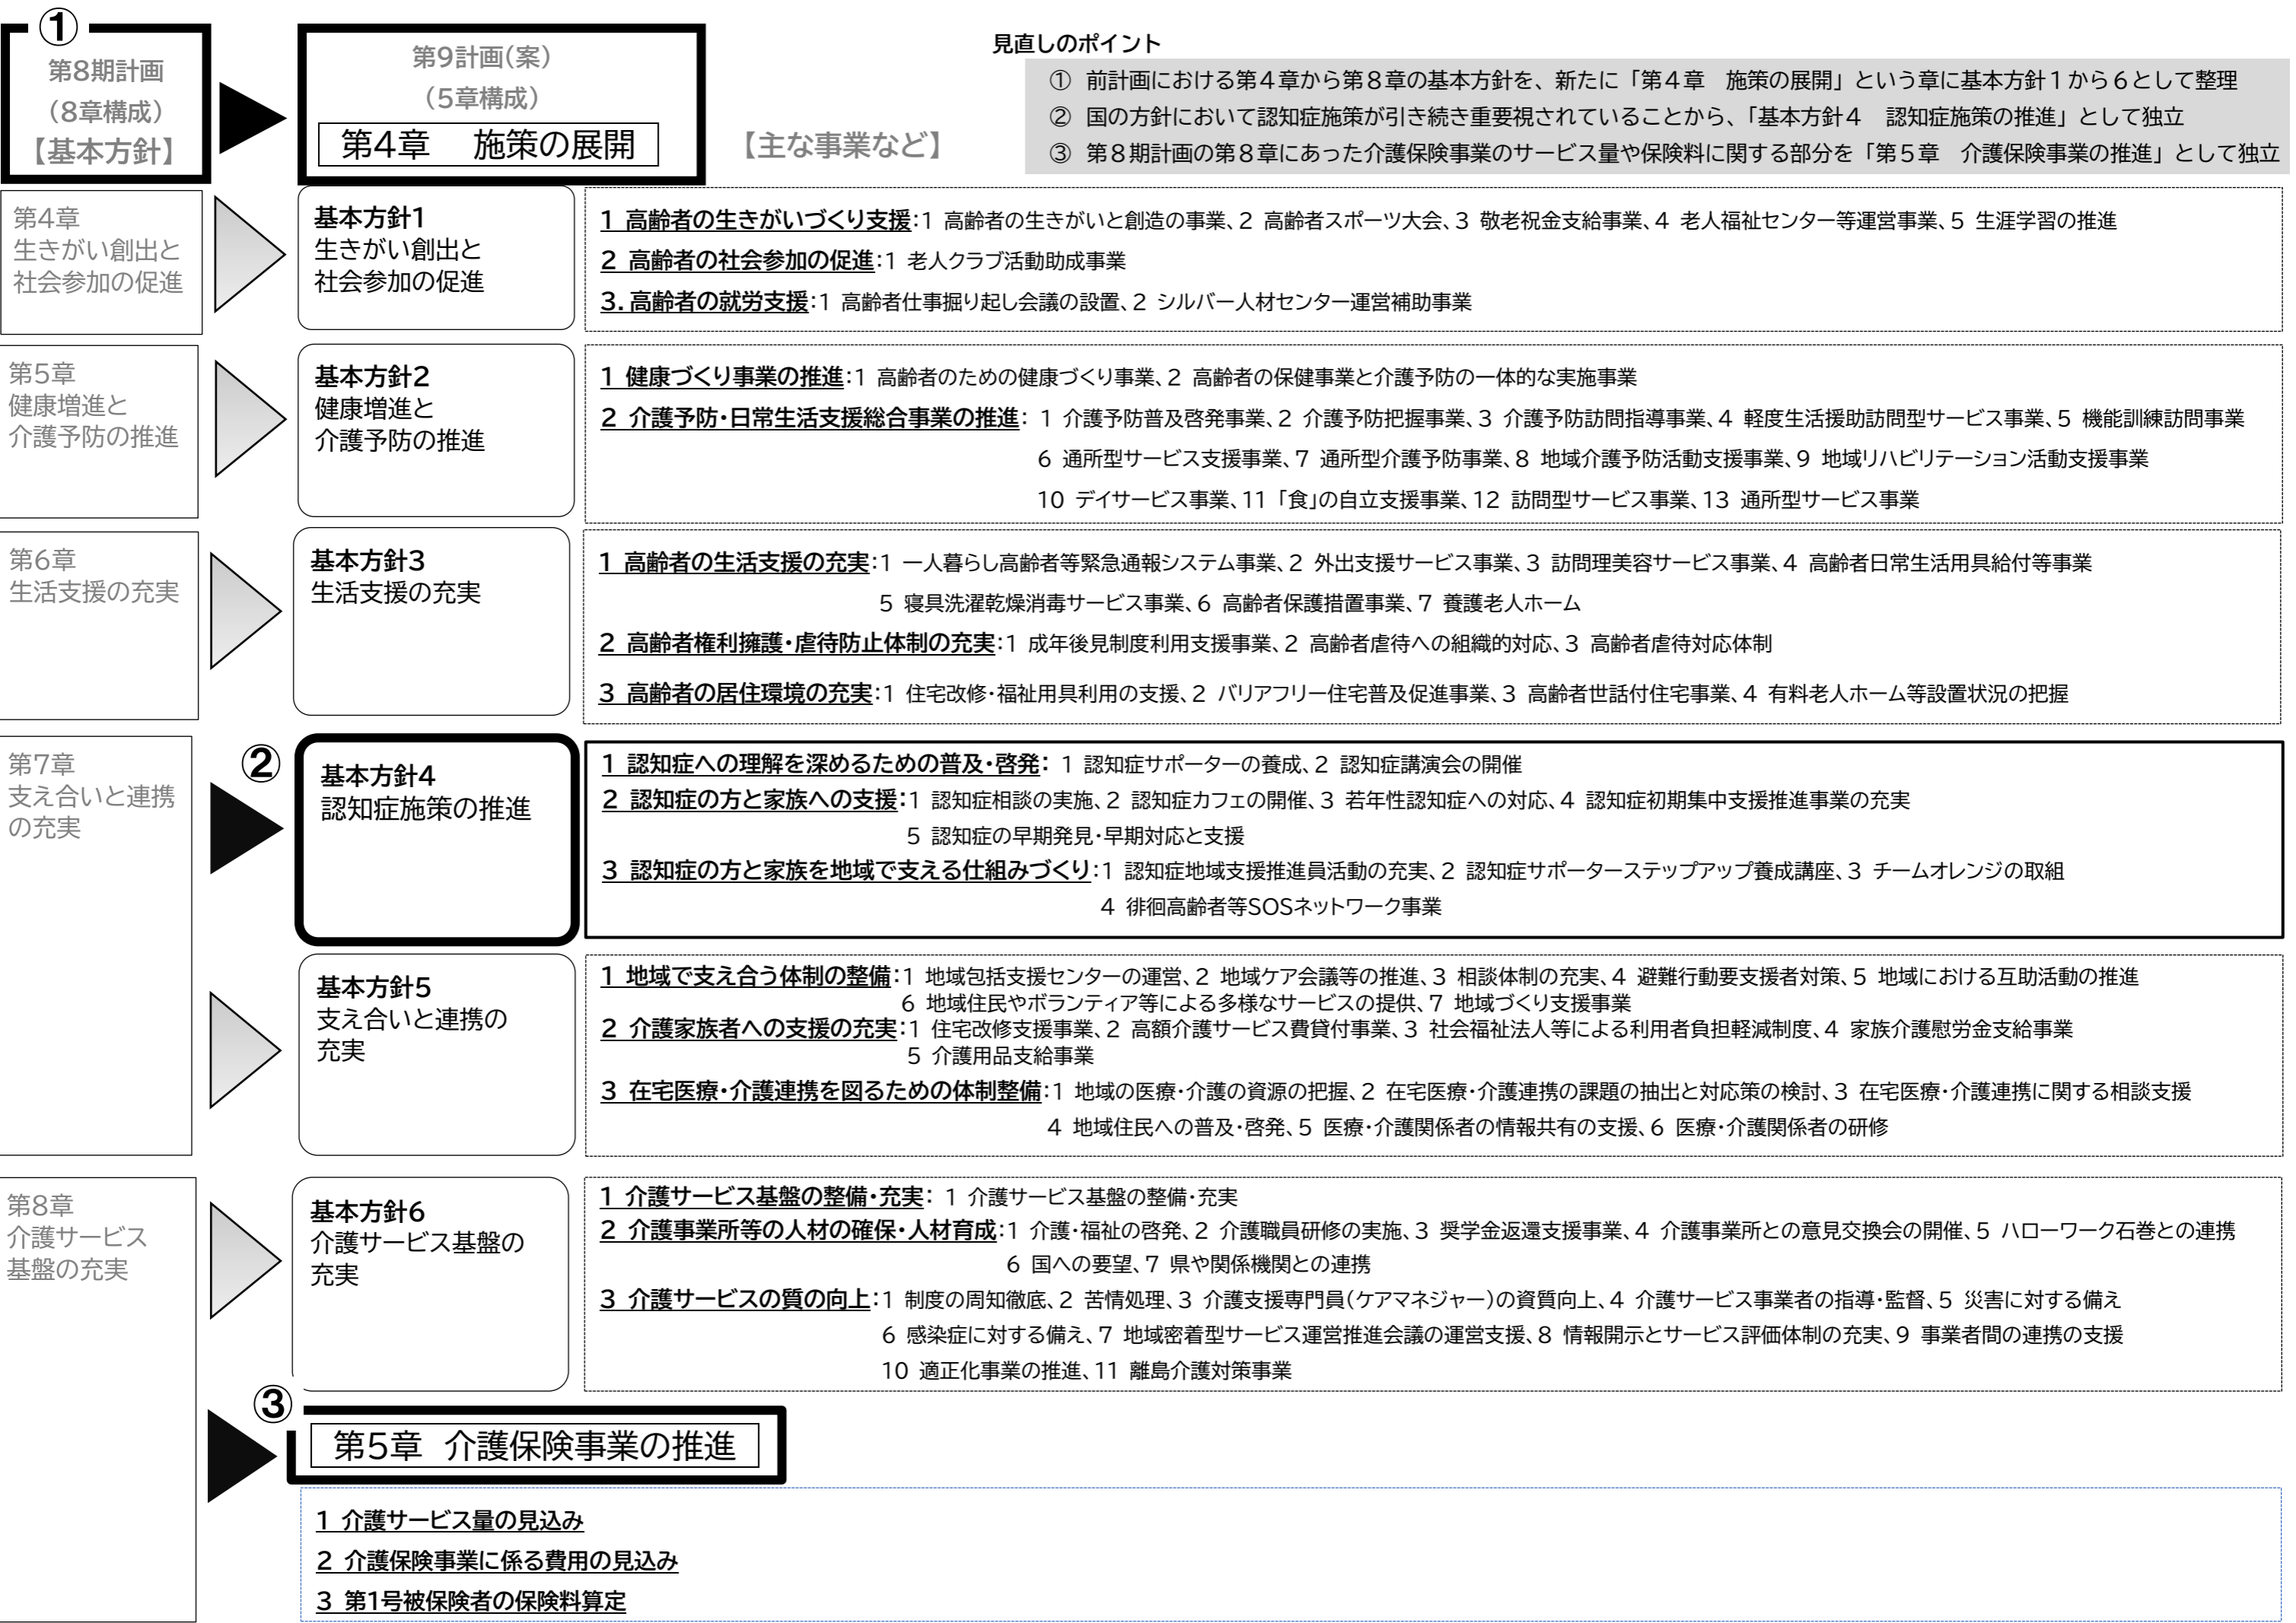 ①
第8期計画
（8章構成）
【基本方針】
第9計画（案）
（5章構成）
第4章　施策の展開
【主な事業など】
見直しのポイント
①　前計画における第４章から第８章の基本方針を、新たに「第４章　施策の展開」という章に基本方針１から６として整理
②　国の方針において認知症施策が引き続き重要視されていることから、「基本方針４　認知症施策の推進」として独立
③　第８期計画の第８章にあった介護保険事業のサービス量や保険料に関する部分を「第５章　介護保険事業の推進」として独立
第4章
生きがい創出と
社会参加の促進
基本方針1
生きがい創出と
社会参加の促進
1 高齢者の生きがいづくり支援：1 高齢者の生きがいと創造の事業、2 高齢者スポーツ大会、3 敬老祝金支給事業、4 老人福祉センター等運営事業、5 生涯学習の推進
2 高齢者の社会参加の促進：1 老人クラブ活動助成事業
3．高齢者の就労支援：1 高齢者仕事掘り起し会議の設置、2 シルバー人材センター運営補助事業
第5章
健康増進と
介護予防の推進
基本方針2
健康増進と
介護予防の推進
1 健康づくり事業の推進：1 高齢者のための健康づくり事業、2 高齢者の保健事業と介護予防の一体的な実施事業
2 介護予防・日常生活支援総合事業の推進： 1 介護予防普及啓発事業、2 介護予防把握事業、3 介護予防訪問指導事業、4 軽度生活援助訪問型サービス事業、5 機能訓練訪問事業
6 通所型サービス支援事業、7 通所型介護予防事業、8 地域介護予防活動支援事業、9 地域リハビリテーション活動支援事業
10 デイサービス事業、11 「食」の自立支援事業、12 訪問型サービス事業、13 通所型サービス事業
第6章
生活支援の充実
基本方針3
生活支援の充実
1 高齢者の生活支援の充実：1 一人暮らし高齢者等緊急通報システム事業、2 外出支援サービス事業、3 訪問理美容サービス事業、4 高齢者日常生活用具給付等事業
5 寝具洗濯乾燥消毒サービス事業、6 高齢者保護措置事業、7 養護老人ホーム
2 高齢者権利擁護・虐待防止体制の充実：1 成年後見制度利用支援事業、2 高齢者虐待への組織的対応、3 高齢者虐待対応体制
3 高齢者の居住環境の充実：1 住宅改修・福祉用具利用の支援、2 バリアフリー住宅普及促進事業、3 高齢者世話付住宅事業、4 有料老人ホーム等設置状況の把握
第7章
支え合いと連携
の充実
②
基本方針4
認知症施策の推進
1 認知症への理解を深めるための普及・啓発： 1 認知症サポーターの養成、2 認知症講演会の開催
2 認知症の方と家族への支援：1 認知症相談の実施、2 認知症カフェの開催、3 若年性認知症への対応、4 認知症初期集中支援推進事業の充実
5 認知症の早期発見・早期対応と支援
3 認知症の方と家族を地域で支える仕組みづくり：1 認知症地域支援推進員活動の充実、2 認知症サポーターステップアップ養成講座、3 チームオレンジの取組
4 徘徊高齢者等SOSネットワーク事業
基本方針5
支え合いと連携の
充実
1 地域で支え合う体制の整備：1 地域包括支援センターの運営、2 地域ケア会議等の推進、3 相談体制の充実、4 避難行動要支援者対策、5 地域における互助活動の推進
6 地域住民やボランティア等による多様なサービスの提供、7 地域づくり支援事業
2 介護家族者への支援の充実：1 住宅改修支援事業、2 高額介護サービス費貸付事業、3 社会福祉法人等による利用者負担軽減制度、4 家族介護慰労金支給事業
5 介護用品支給事業
3 在宅医療・介護連携を図るための体制整備：1 地域の医療・介護の資源の把握、2 在宅医療・介護連携の課題の抽出と対応策の検討、3 在宅医療・介護連携に関する相談支援
4 地域住民への普及・啓発、5 医療・介護関係者の情報共有の支援、6 医療・介護関係者の研修
第8章
介護サービス
基盤の充実
基本方針6
介護サービス基盤の
充実
1 介護サービス基盤の整備・充実： 1 介護サービス基盤の整備・充実
2 介護事業所等の人材の確保・人材育成：1 介護・福祉の啓発、2 介護職員研修の実施、3 奨学金返還支援事業、4 介護事業所との意見交換会の開催、5 ハローワーク石巻との連携
6 国への要望、7 県や関係機関との連携
3 介護サービスの質の向上：1 制度の周知徹底、2 苦情処理、3 介護支援専門員（ケアマネジャー）の資質向上、4 介護サービス事業者の指導・監督、5 災害に対する備え
6 感染症に対する備え、7 地域密着型サービス運営推進会議の運営支援、8 情報開示とサービス評価体制の充実、9 事業者間の連携の支援
10 適正化事業の推進、11 離島介護対策事業
③
第5章 介護保険事業の推進
1 介護サービス量の見込み
2 介護保険事業に係る費用の見込み
3 第1号被保険者の保険料算定